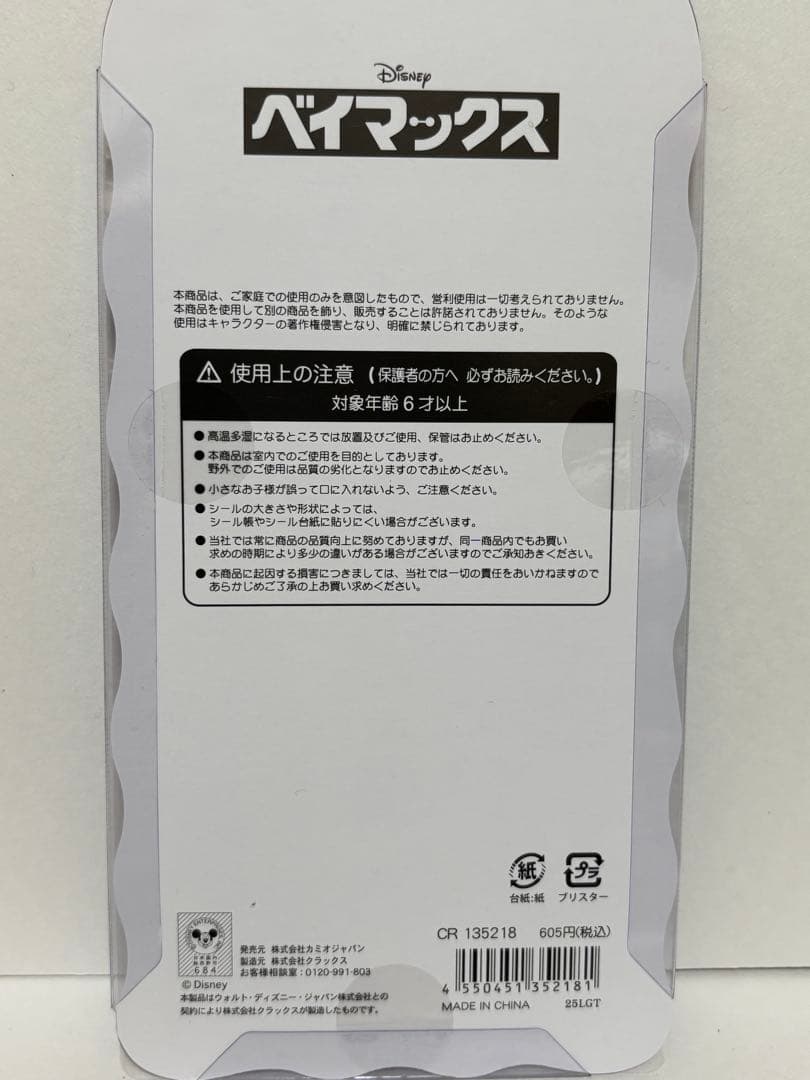 Disney
ベイマックス
本商品は、ご家庭での使用のみを意図したもので、営利使用は一切考えられておりません。
本商品を使用して別の商品を飾り、販売することは許諾されておりません。そのような
使用はキャラクターの著作権侵害となり、明確に禁じられております。
使用上の注意 (保護者の方へ 必ずお読みください。)
対象年齢6才以上
●高温多湿になるところでは放置及びご使用、保管はお止めください。
●本商品は室内でのご使用を目的としております。
野外でのご使用は品質の劣化となりますのでお止めください。
●小さなお子様が誤って口に入れないよう、ご注意ください。
●シールの大きさや形状によっては、
シール帳やシール台紙に貼りにくい場合がございます。
●当社では常に商品の品質向上に努めておりますが、同一商品内でもお買い
求めの時期により多少の違いがある場合がございますのでご承知おきください。
●本商品に起因する損害につきましては、当社では一切の責任をおいかねますので
あらかじめご了承の上お買い求めください。
紙
プラ
台紙:紙
ブリスター
CR 135218 605円(税込)
684
発売元 株式会社カミオジャパン
製造元 株式会社クラックス
お客様相談室:0120-991-803
© Disney
本製品はウォルト・ディズニー・ジャパン株式会社との
契約により株式会社クラックスが製造したものです。
4 550451 352181
MADE IN CHINA 25LGT